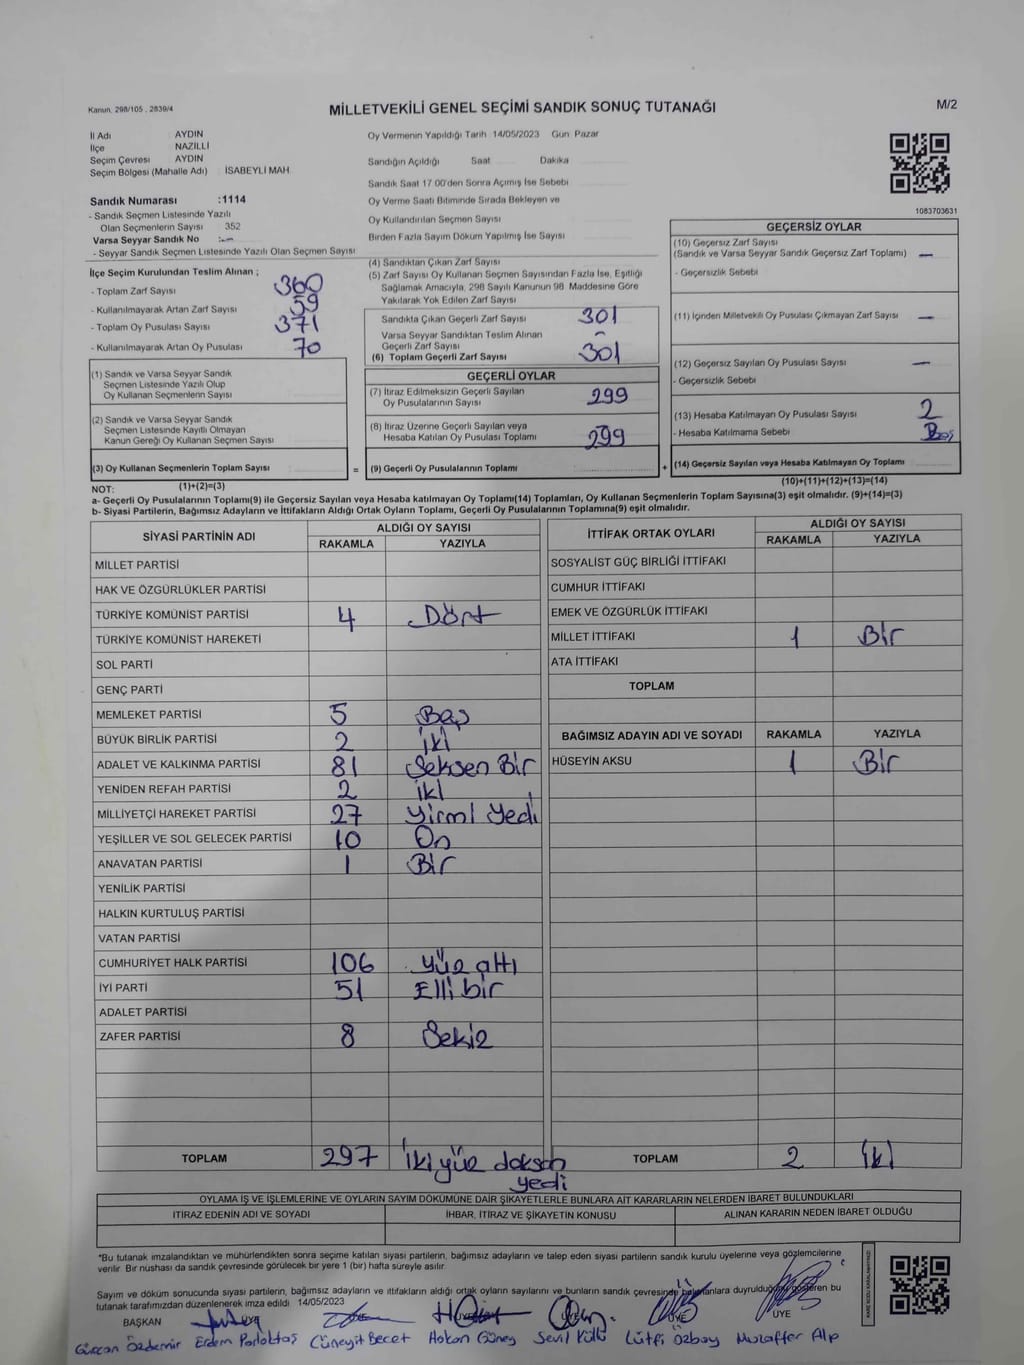 Kanun, 298/105 , 2839/4
MİLLETVEKİLİ GENEL SEÇİMİ SANDIK SONUÇ TUTANAĞI
M/2
İl Adı AYDIN
İlçe NAZİLLİ
Seçim Çevresi AYDIN
Seçim Bölgesi (Mahalle Adı) İSABEYLİ MAH
Sandık Numarası :1114
- Sandık Seçmen Listesinde Yazılı
Olan Seçmenlerin Sayısı 352
Varsa Seyyar Sandık No :-
- Seyyar Sandık Seçmen Listesinde Yazılı Olan Seçmen Sayısı
İlçe Seçim Kurulundan Teslim Alınan ;
- Toplam Zarf Sayısı 360
- Kullanılmayarak Artan Zarf Sayısı 59
- Toplam Oy Pusulası Sayısı 371
- Kullanılmayarak Artan Oy Pusulası 70
Oy Vermenin Yapıldığı Tarih 14/05/2023 Gün Pazar
Sandığın Açıldığı Saat Dakika
Sandık Saat 17 00'den Sonra Açımış İse Sebebi
Oy Verme Saati Bitiminde Sırada Bekleyen ve
Oy Kullandırılan Seçmen Sayısı
Birden Fazla Sayım Döküm Yapılmış İse Sayısı
(4) Sandıktan Çıkan Zarf Sayısı
(5) Zarf Sayısı Oy Kullanan Seçmen Sayısından Fazla İse, Eşitliği
Sağlamak Amacıyla, 298 Sayılı Kanunun 98 Maddesine Göre
Yakılarak Yok Edilen Zarf Sayısı
Sandıkta Çıkan Geçerli Zarf Sayısı 301
Varsa Seyyar Sandıktan Teslim Alınan
Geçerli Zarf Sayısı -
(6) Toplam Geçerli Zarf Sayısı 301
1083703631
GEÇERSİZ OYLAR
(10) Geçersiz Zarf Sayısı
(Sandık ve Varsa Seyyar Sandık Geçersiz Zarf Toplamı) -
- Geçersizlik Sebebi
(11) İçinden Milletvekili Oy Pusulası Çıkmayan Zarf Sayısı -
(12) Geçersiz Sayılan Oy Pusulası Sayısı -
- Geçersizlik Sebebi
(13) Hesaba Katılmayan Oy Pusulası Sayısı 2
- Hesaba Katılmama Sebebi Boş
(14) Geçersiz Sayılan veya Hesaba Katılmayan Oy Toplamı
(10)+(11)+(12)+(13)=(14)
(1) Sandık ve Varsa Seyyar Sandık
Seçmen Listesinde Yazılı Olup
Oy Kullanan Seçmenlerin Sayısı
(2) Sandık ve Varsa Seyyar Sandık
Seçmen Listesinde Kayıtlı Olmayan
Kanun Gereği Oy Kullanan Seçmen Sayısı
(3) Oy Kullanan Seçmenlerin Toplam Sayısı =
(1)+(2)=(3)
GEÇERLİ OYLAR
(7) İtiraz Edilmeksizin Geçerli Sayılan
Oy Pusulalarının Sayısı 299
(8) İtiraz Üzerine Geçerli Sayılan veya
Hesaba Katılan Oy Pusulası Toplamı 299
(9) Geçerli Oy Pusulalarının Toplamı +
NOT:
a- Geçerli Oy Pusulalarının Toplamı(9) ile Geçersiz Sayılan veya Hesaba katılmayan Oy Toplamı(14) Toplamları, Oy Kullanan Seçmenlerin Toplam Sayısına(3) eşit olmalıdır. (9)+(14)=(3)
b- Siyasi Partilerin, Bağımsız Adayların ve İttifakların Aldığı Ortak Oyların Toplamı, Geçerli Oy Pusulalarının Toplamına(9) eşit olmalıdır.
SİYASİ PARTİNİN ADI ALDIĞI OY SAYISI
RAKAMLA YAZIYLA
MİLLET PARTİSİ
HAK VE ÖZGÜRLÜKLER PARTİSİ
TÜRKİYE KOMÜNİST PARTİSİ 4 Dört
TÜRKİYE KOMÜNİST HAREKETİ
SOL PARTİ
GENÇ PARTİ
MEMLEKET PARTİSİ 5 Beş
BÜYÜK BİRLİK PARTİSİ 2 İki
ADALET VE KALKINMA PARTİSİ 81 Seksen Bir
YENİDEN REFAH PARTİSİ 2 İki
MİLLİYETÇİ HAREKET PARTİSİ 27 Yirmi Yedi
YEŞİLLER VE SOL GELECEK PARTİSİ 10 On
ANAVATAN PARTİSİ 1 Bir
YENİLİK PARTİSİ
HALKIN KURTULUŞ PARTİSİ
VATAN PARTİSİ
CUMHURİYET HALK PARTİSİ 106 Yüz altı
İYİ PARTİ 51 Elli bir
ADALET PARTİSİ
ZAFER PARTİSİ 8 Sekiz
TOPLAM 297 İki yüz doksan yedi
İTTİFAK ORTAK OYLARI ALDIĞI OY SAYISI
RAKAMLA YAZIYLA
SOSYALİST GÜÇ BİRLİĞİ İTTİFAKI
CUMHUR İTTİFAKI
EMEK VE ÖZGÜRLÜK İTTİFAKI
MİLLET İTTİFAKI 1 Bir
ATA İTTİFAKI
TOPLAM
BAĞIMSIZ ADAYIN ADI VE SOYADI RAKAMLA YAZIYLA
HÜSEYİN AKSU 1 Bir
TOPLAM 2 İki
OYLAMA İŞ VE İŞLEMLERİNE VE OYLARIN SAYIM DÖKÜMÜNE DAİR ŞİKAYETLERLE BUNLARA AİT KARARLARIN NELERDEN İBARET BULUNDUKLARI
İTİRAZ EDENİN ADI VE SOYADI İHBAR, İTİRAZ VE ŞİKAYETİN KONUSU ALINAN KARARIN NEDEN İBARET OLDUĞU
*Bu tutanak imzalandıktan ve mühürlendikten sonra seçime katılan siyasi partilerin, bağımsız adayların ve talep eden siyasi partilerin sandık kurulu üyelerine veya gözlemcilerine
verilir. Bir nüshası da sandık çevresinde görülecek bir yere 1 (bir) hafta süreyle asılır.
Sayım ve döküm sonucunda siyasi partilerin, bağımsız adayların ve ittifakların aldığı ortak oyların sayılarını ve bunların sandık çevresinde bulunanlara duyurulduğunu gösteren bu
tutanak tarafımızdan düzenlenerek imza edildi 14/05/2023
BAŞKAN ÜYE ÜYE ÜYE ÜYE
Gürcan Özdemir Erdem Parlaktaş Cüneyit Becet Hakan Güney Sevil Küllü Lütfi Özbay Muzaffer Alp